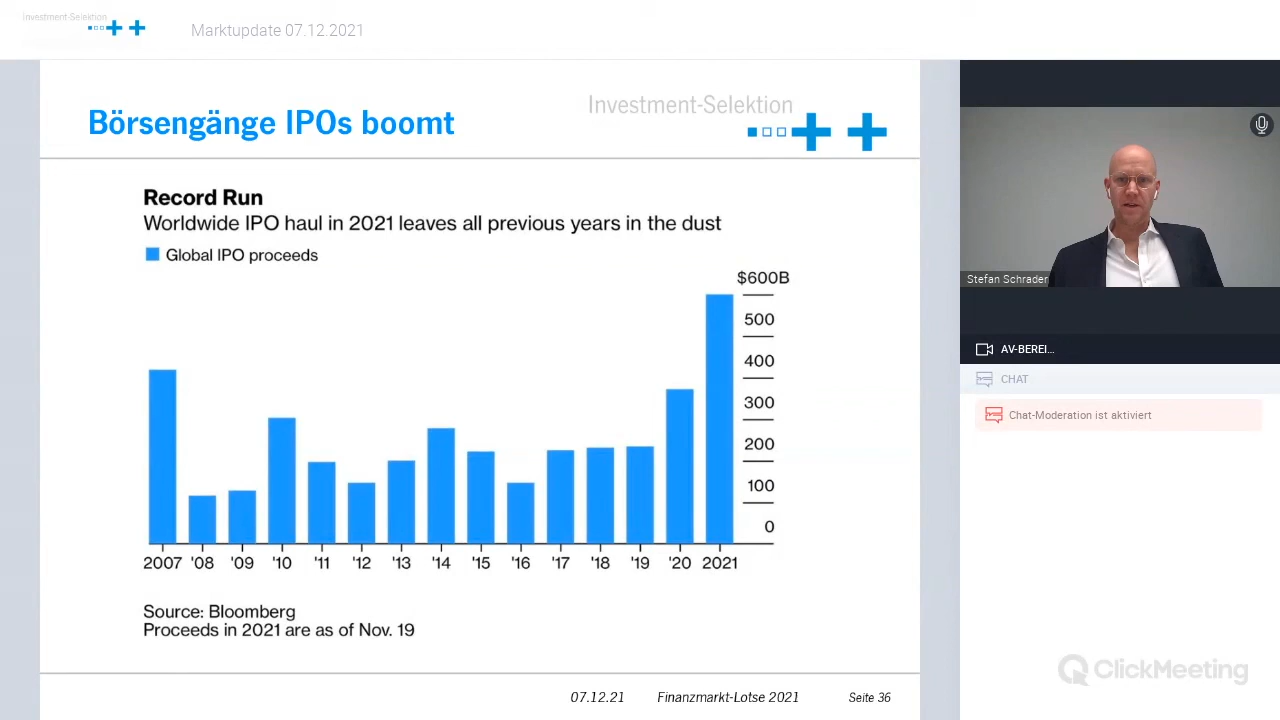 Investment-Selektion
Marktupdate 07.12.2021
Börsengänge IPOs boomt
Investment-Selektion
Record Run
Worldwide IPO haul in 2021 leaves all previous years in the dust
Global IPO proceeds
$600B
500
400
300
200
100
0
2007 '08 '09 '10 '11 '12 '13 '14 '15 '16 '17 '18 '19 '20 2021
Source: Bloomberg
Proceeds in 2021 are as of Nov. 19
07.12.21 Finanzmarkt-Lotse 2021 Seite 36
Stefan Schrader
AV-BEREI...
CHAT
Chat-Moderation ist aktiviert
ClickMeeting